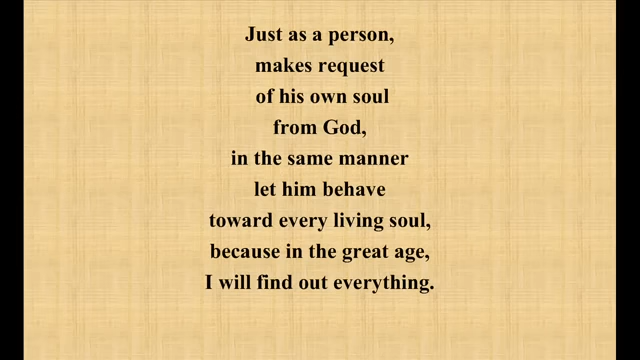 Just as a person,
makes request
of his own soul
from God,
in the same manner
let him behave
toward every living soul,
because in the great age,
I will find out everything.